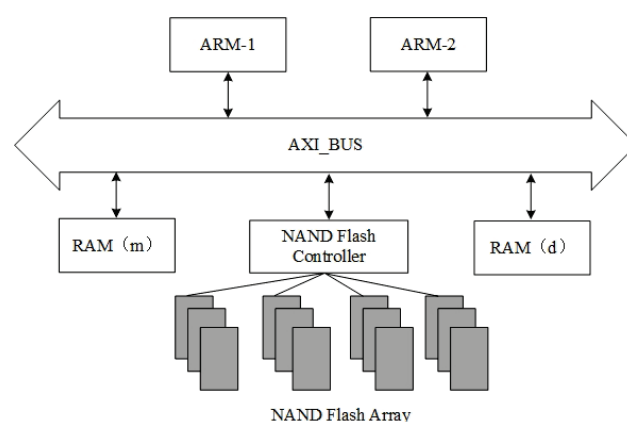 ARM-1
ARM-2
AXI_BUS
RAM（m）
NAND Flash
Controller
RAM（d）
NAND Flash Array